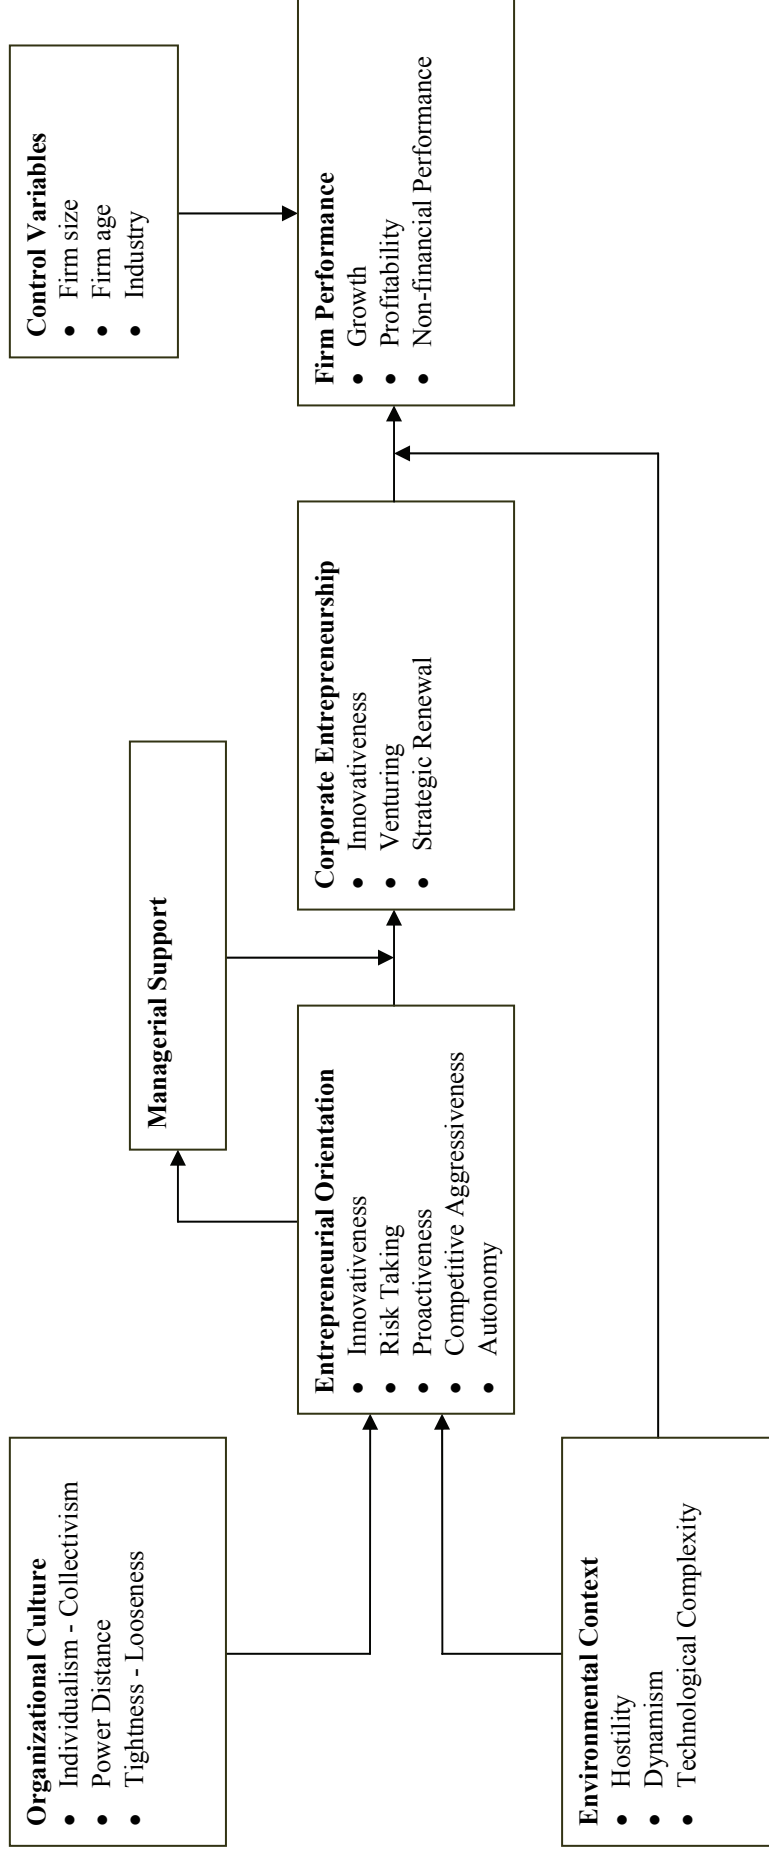 Organizational Culture
• Individualism - Collectivism
• Power Distance
• Tightness - Looseness
Environmental Context
• Hostility
• Dynamism
• Technological Complexity
Entrepreneurial Orientation
• Innovativeness
• Risk Taking
• Proactiveness
• Competitive Aggressiveness
• Autonomy
Managerial Support
Corporate Entrepreneurship
• Innovativeness
• Venturing
• Strategic Renewal
Control Variables
• Firm size
• Firm age
• Industry
Firm Performance
• Growth
• Profitability
• Non-financial Performance